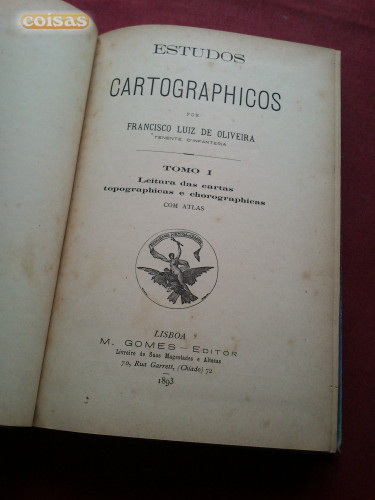 coisas
ESTUDOS
CARTOGRAPHICOS
POR
FRANCISCO LUIZ DE OLIVEIRA
TENENTE D'INFANTERIA
TOMO I
Leitura das cartas
topographicas e chorographicas
COM ATLAS
LISBOA
M. GOMES - EDITOR
Livreiro de Suas Magestades e Altezas
70, Rua Garrett, (Chiado) 72
1893